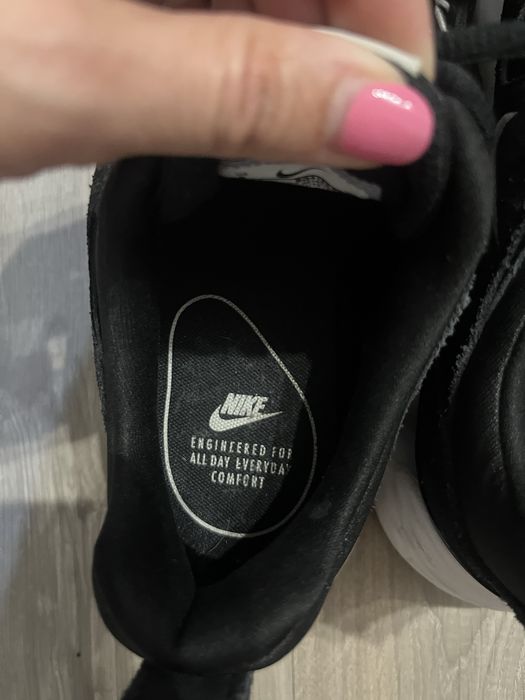 NIKE
ENGINEERED FOR
ALL DAY EVERYDAY
COMFORT